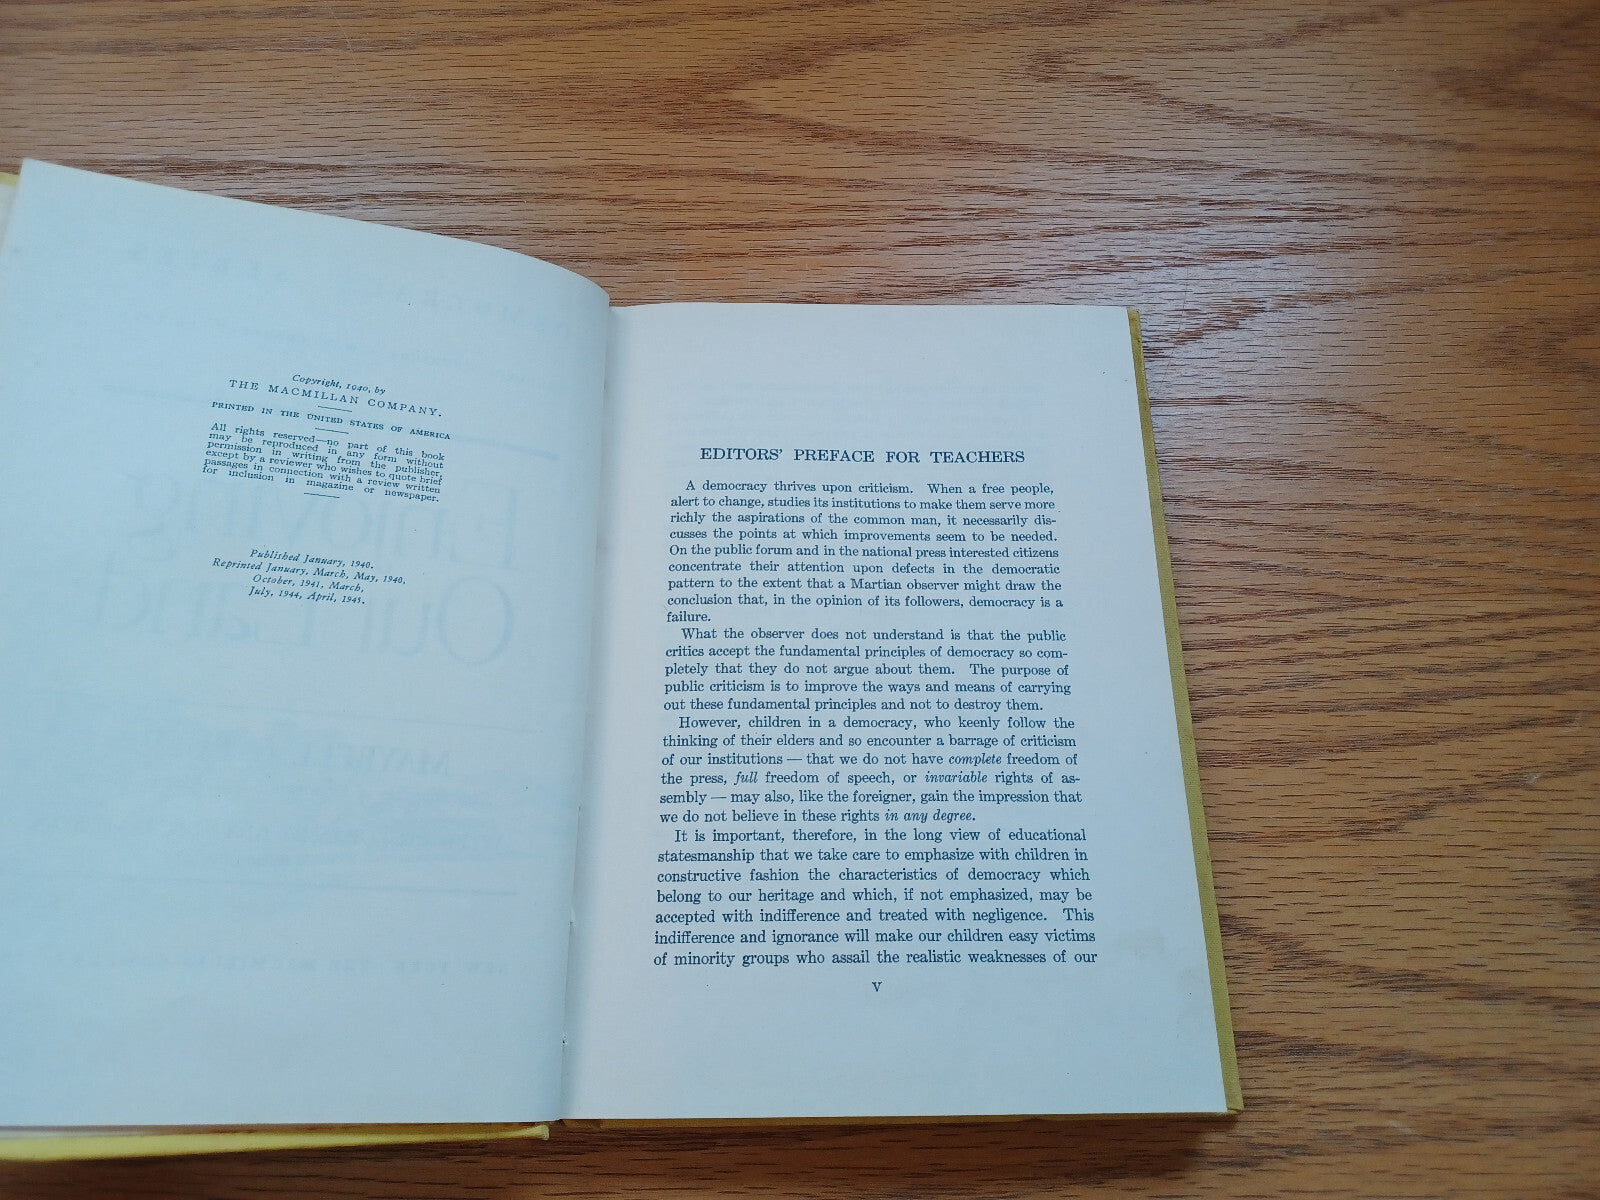 Copyright, 1940, by
THE MACMILLAN COMPANY.
PRINTED IN THE UNITED STATES OF AMERICA
All rights reserved—no part of this book
may be reproduced in any form without
permission in writing from the publisher,
except by a reviewer who wishes to quote brief
passages in connection with a review written
for inclusion in magazine or newspaper.
Published January, 1940.
Reprinted January, March, May, 1940,
October, 1941, March,
July, 1944, April, 1945.
EDITORS' PREFACE FOR TEACHERS
A democracy thrives upon criticism. When a free people,
alert to change, studies its institutions to make them serve more
richly the aspirations of the common man, it necessarily dis-
cusses the points at which improvements seem to be needed.
On the public forum and in the national press interested citizens
concentrate their attention upon defects in the democratic
pattern to the extent that a Martian observer might draw the
conclusion that, in the opinion of its followers, democracy is a
failure.
What the observer does not understand is that the public
critics accept the fundamental principles of democracy so com-
pletely that they do not argue about them. The purpose of
public criticism is to improve the ways and means of carrying
out these fundamental principles and not to destroy them.
However, children in a democracy, who keenly follow the
thinking of their elders and so encounter a barrage of criticism
of our institutions — that we do not have complete freedom of
the press, full freedom of speech, or invariable rights of as-
sembly — may also, like the foreigner, gain the impression that
we do not believe in these rights in any degree.
It is important, therefore, in the long view of educational
statesmanship that we take care to emphasize with children in
constructive fashion the characteristics of democracy which
belong to our heritage and which, if not emphasized, may be
accepted with indifference and treated with negligence. This
indifference and ignorance will make our children easy victims
of minority groups who assail the realistic weaknesses of our
V